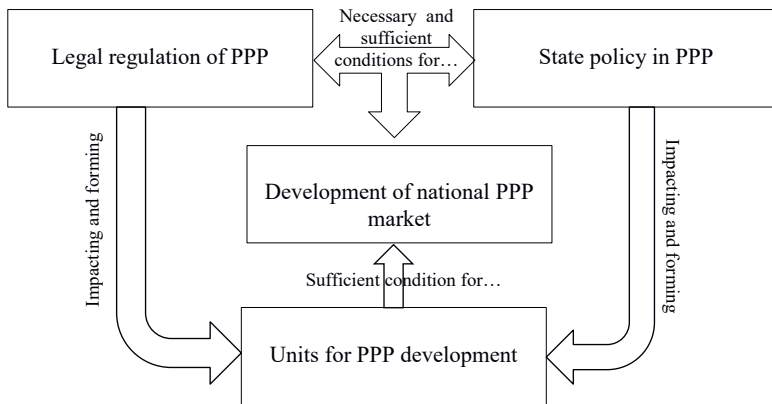 Necessary and
sufficient
conditions for…
Legal regulation of PPP
State policy in PPP
Impacting and forming
Impacting and forming
Development of national PPP
market
Sufficient condition for…
Units for PPP development